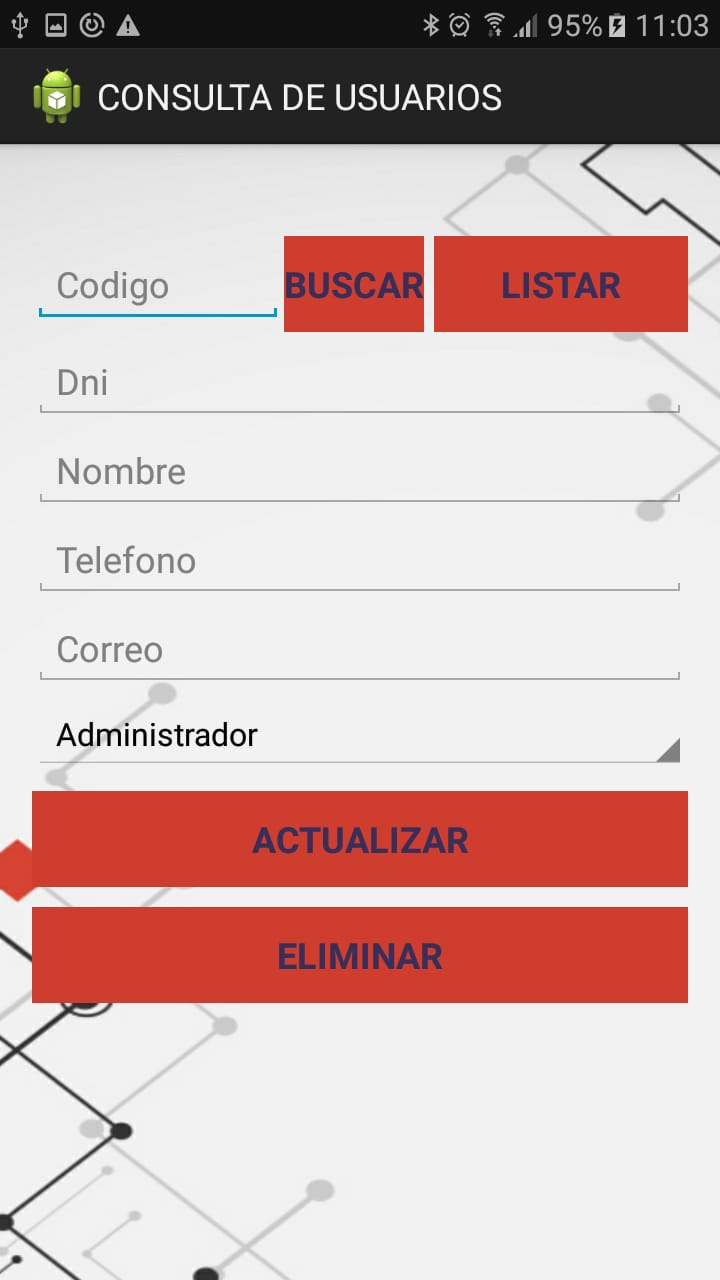 95% 11:03
CONSULTA DE USUARIOS
Codigo BUSCAR LISTAR
Dni
Nombre
Telefono
Correo
Administrador
ACTUALIZAR
ELIMINAR